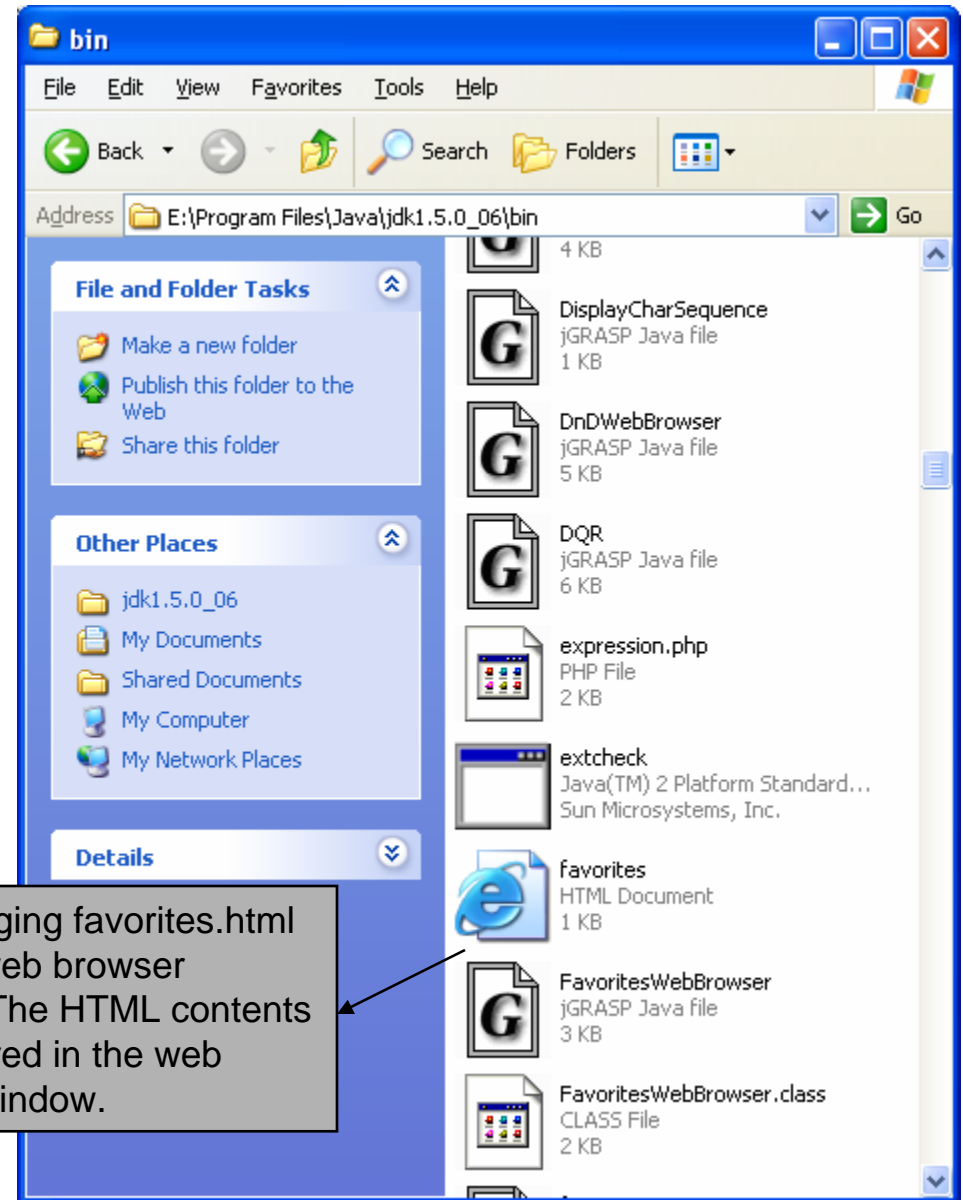 bin
File Edit View Favorites Tools Help
Back Search Folders
Address E:\Program Files\Java\jdk1.5.0_06\bin Go
File and Folder Tasks
Make a new folder
Publish this folder to the
Web
Share this folder
Other Places
jdk1.5.0_06
My Documents
Shared Documents
My Computer
My Network Places
Details
4 KB
DisplayCharSequence
jGRASP Java file
1 KB
DnDWebBrowser
jGRASP Java file
5 KB
DQR
jGRASP Java file
6 KB
expression.php
PHP File
2 KB
extcheck
Java(TM) 2 Platform Standard...
Sun Microsystems, Inc.
favorites
HTML Document
1 KB
FavoritesWebBrowser
jGRASP Java file
3 KB
FavoritesWebBrowser.class
CLASS File
2 KB
ging favorites.html
eb browser
The HTML contents
red in the web
indow.